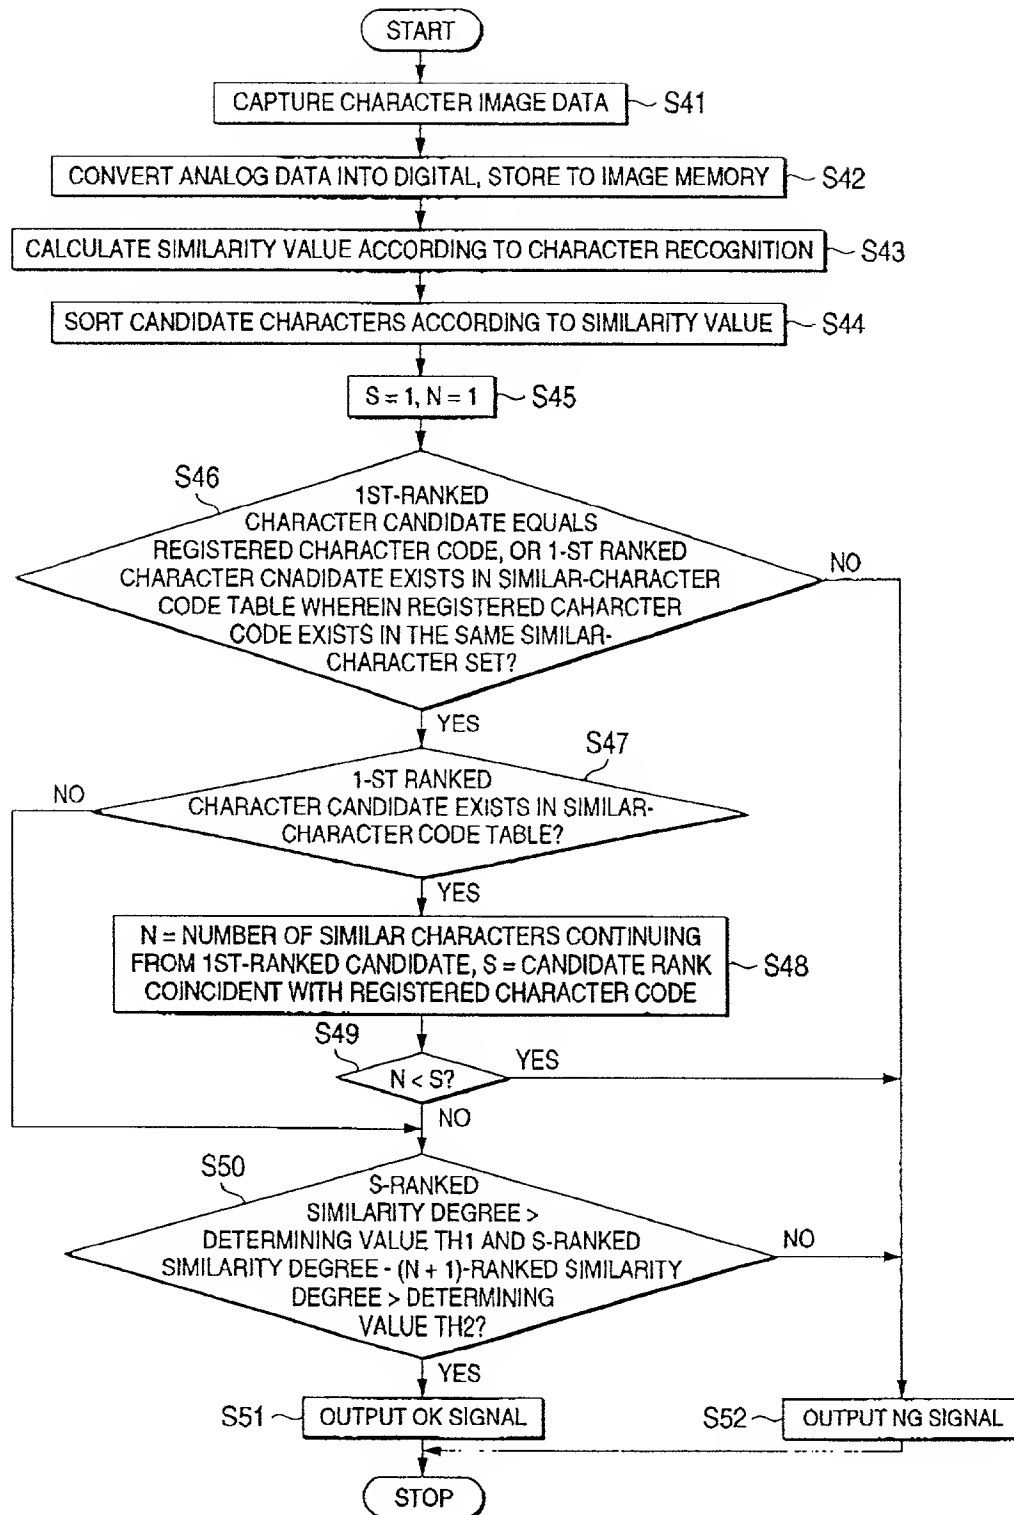 START
CAPTURE CHARACTER IMAGE DATA
S41
CONVERT ANALOG DATA INTO DIGITAL, STORE TO IMAGE MEMORY
S42
CALCULATE SIMILARITY VALUE ACCORDING TO CHARACTER RECOGNITION
S43
SORT CANDIDATE CHARACTERS ACCORDING TO SIMILARITY VALUE
S44
S = 1, N = 1
S45
S46
1ST-RANKED
CHARACTER CANDIDATE EQUALS
REGISTERED CHARACTER CODE, OR 1-ST RANKED
CHARACTER CNADIDATE EXISTS IN SIMILAR-CHARACTER
CODE TABLE WHEREIN REGISTERED CAHARCTER
CODE EXISTS IN THE SAME SIMILAR-
CHARACTER SET?
NO
YES
S47
1-ST RANKED
CHARACTER CANDIDATE EXISTS IN SIMILAR-
CHARACTER CODE TABLE?
NO
YES
N = NUMBER OF SIMILAR CHARACTERS CONTINUING
FROM 1ST-RANKED CANDIDATE, S = CANDIDATE RANK
COINCIDENT WITH REGISTERED CHARACTER CODE
S48
S49
N < S?
YES
NO
S50
S-RANKED
SIMILARITY DEGREE >
DETERMINING VALUE TH1 AND S-RANKED
SIMILARITY DEGREE - (N + 1)-RANKED SIMILARITY
DEGREE > DETERMINING
VALUE TH2?
NO
YES
S51
OUTPUT OK SIGNAL
S52
OUTPUT NG SIGNAL
STOP